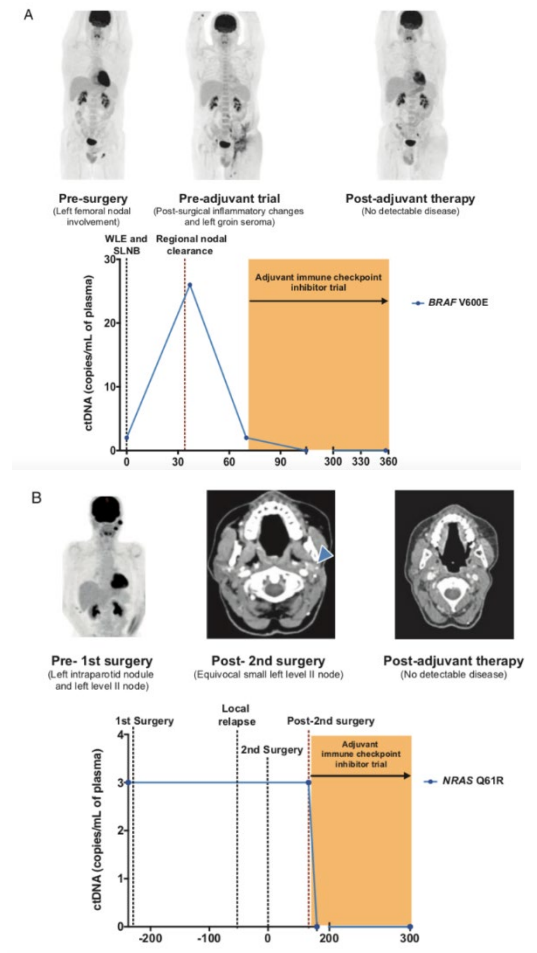 A
Pre-surgery
(Left femoral nodal
involvement)
Pre-adjuvant trial
(Post-surgical inflammatory changes
and left groin seroma)
Post-adjuvant therapy
(No detectable disease)
WLE and
SLNB
Regional nodal
clearance
30
20
10
0
ctDNA (copies/mL of plasma)
Adjuvant immune checkpoint
inhibitor trial
BRAF V600E
0 30 60 90 300 330 360
B
Pre- 1st surgery
(Left intraparotid nodule
and left level II node)
Post- 2nd surgery
(Equivocal small left level II node)
Post-adjuvant therapy
(No detectable disease)
1st Surgery
Local
relapse
2nd Surgery
Post-2nd surgery
4
3
2
1
0
ctDNA (copies/mL of plasma)
Adjuvant
immune checkpoint
inhibitor trial
NRAS Q61R
-200 -100 0 200 300